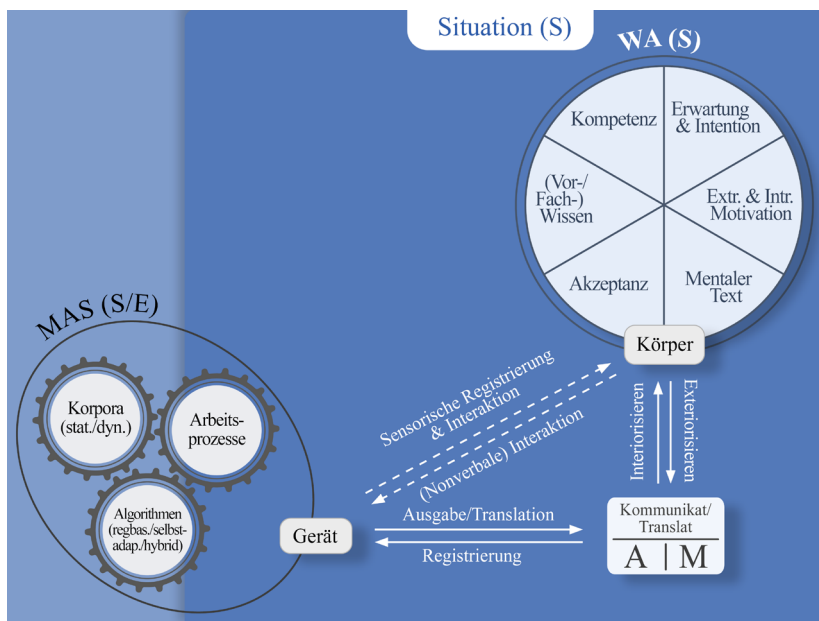 Situation (S)
WA (S)
Kompetenz
Erwartung
& Intention
(Vor-/
Fach-)
Wissen
Extr. & Intr.
Motivation
Akzeptanz
Mentaler
Text
Körper
MAS (S/E)
Korpora
(stat./dyn.)
Arbeits-
prozesse
Algorithmen
(regbas./selbst-
adap./hybrid)
Gerät
Sensorische Registrierung
& Interaktion
(Nonverbale) Interaktion
Interiorisieren
Exteriorisieren
Ausgabe/Translation
Registrierung
Kommunikat/
Translat
A | M